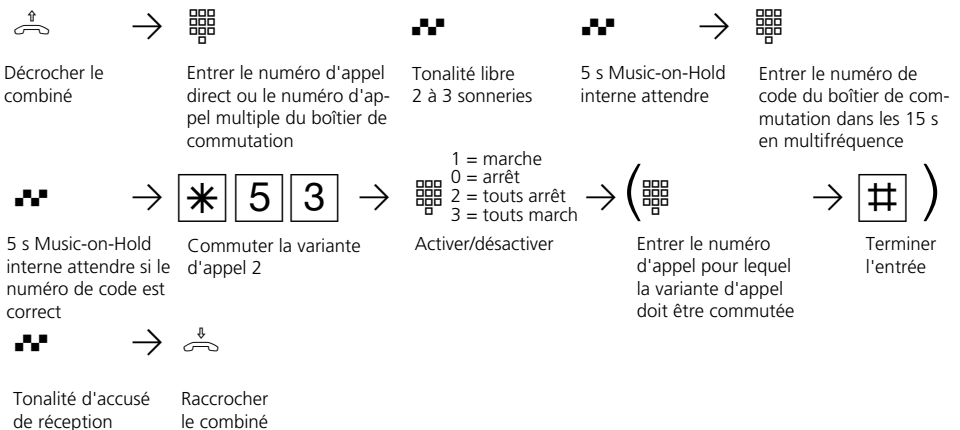 Décrocher le
combiné
Entrer le numéro d'appel
direct ou le numéro d'ap-
pel multiple du boîtier de
commutation
Tonalité libre
2 à 3 sonneries
5 s Music-on-Hold
interne attendre
Entrer le numéro de
code du boîtier de com-
mutation dans les 15 s
en multifréquence
5 s Music-on-Hold
interne attendre si le
numéro de code est
correct
* 5 3
Commuter la variante
d'appel 2
1 = marche
0 = arrêt
2 = touts arrêt
3 = touts march
Activer/désactiver
(
Entrer le numéro
d'appel pour lequel
la variante d'appel
doit être commutée
# )
Terminer
l'entrée
Tonalité d'accusé
de réception
Raccrocher
le combiné